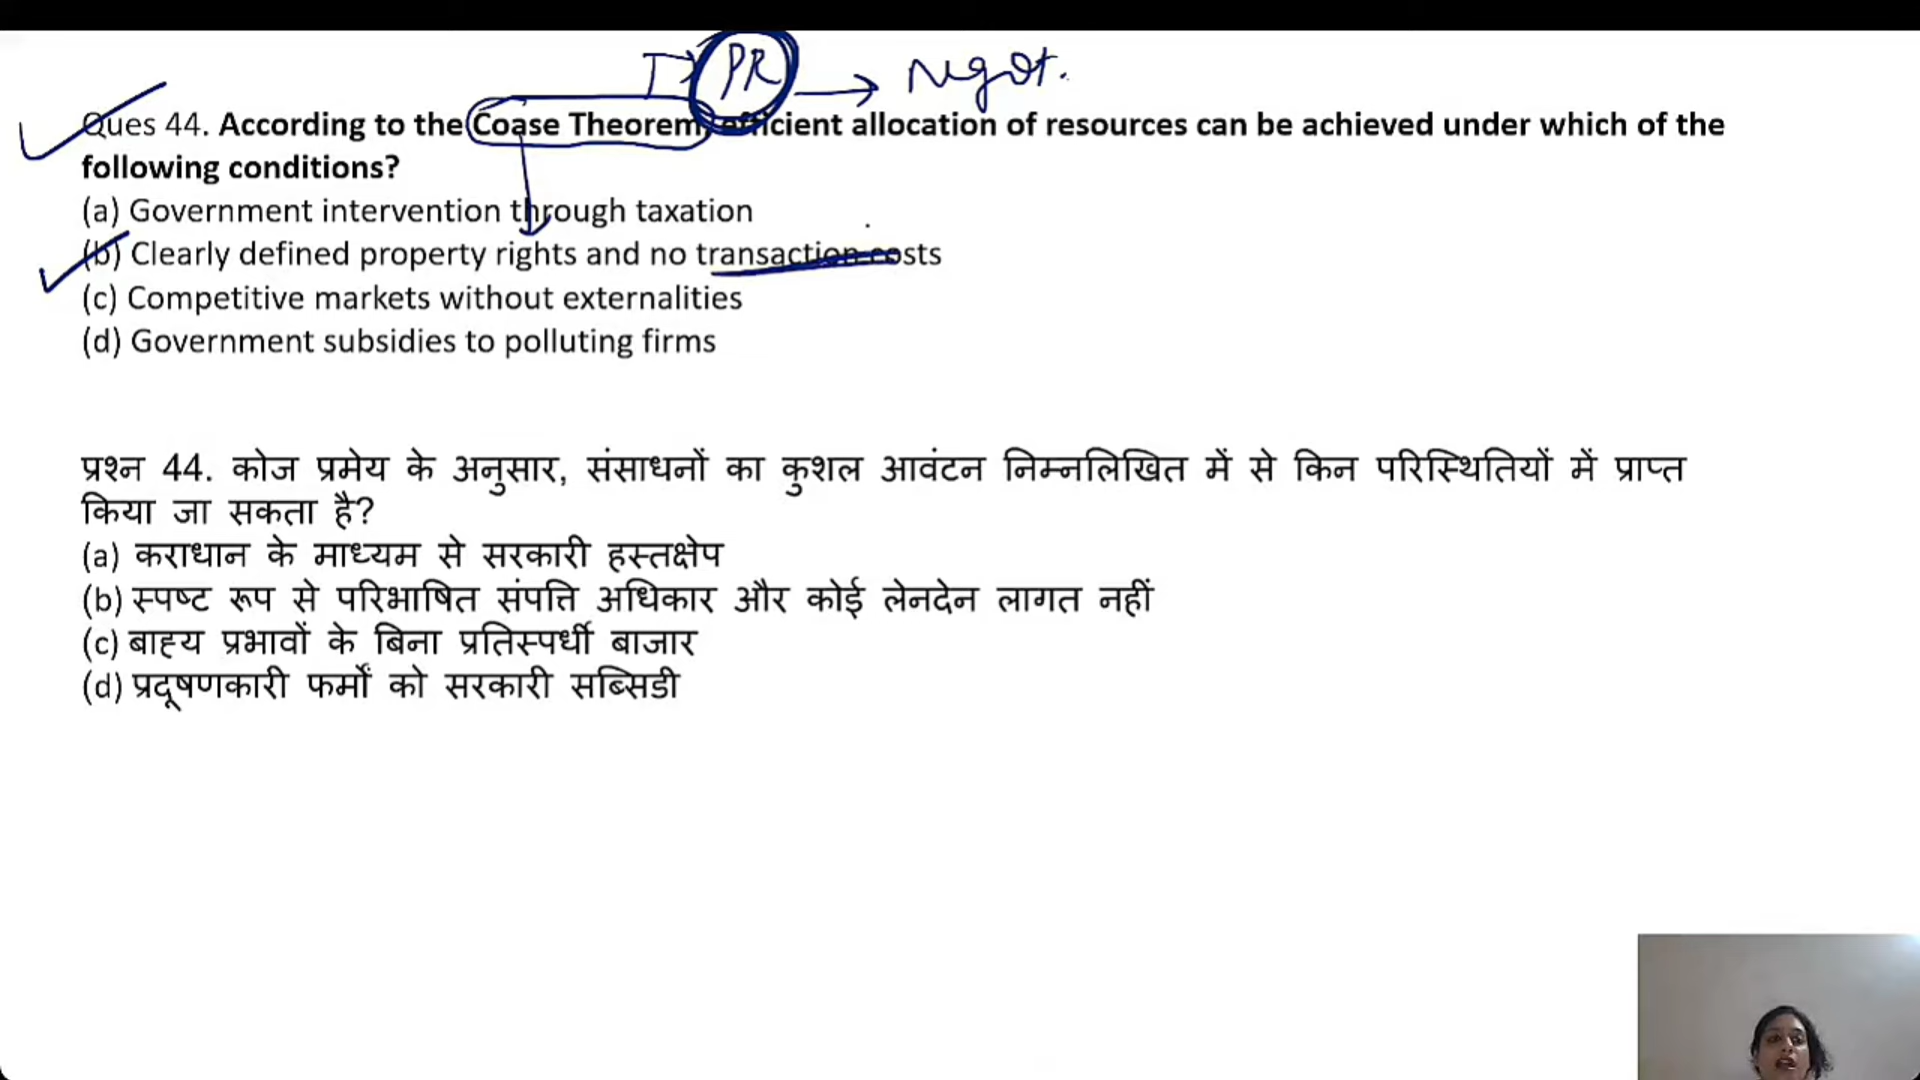 PR → Negot.
Ques 44. According to the Coase Theorem, efficient allocation of resources can be achieved under which of the
following conditions?
(a) Government intervention through taxation
(b) Clearly defined property rights and no transaction costs
(c) Competitive markets without externalities
(d) Government subsidies to polluting firms
प्रश्न 44. कोज प्रमेय के अनुसार, संसाधनों का कुशल आवंटन निम्नलिखित में से किन परिस्थितियों में प्राप्त
किया जा सकता है?
(a) कराधान के माध्यम से सरकारी हस्तक्षेप
(b) स्पष्ट रूप से परिभाषित संपत्ति अधिकार और कोई लेनदेन लागत नहीं
(c) बाह्य प्रभावों के बिना प्रतिस्पर्धी बाजार
(d) प्रदूषणकारी फर्मों को सरकारी सब्सिडी